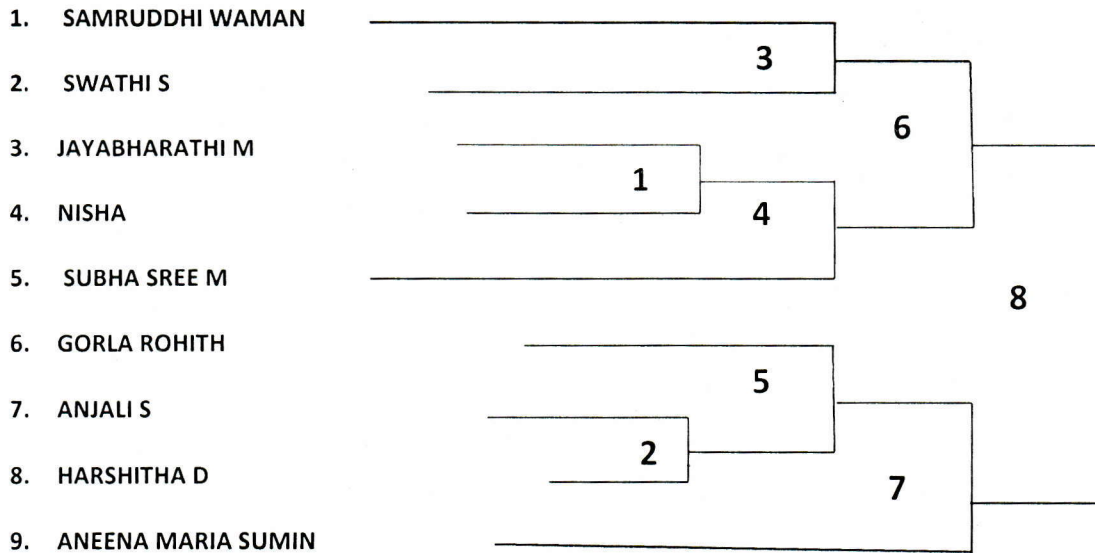 1. SAMRUDDHI WAMAN
3
2. SWATHI S
6
3. JAYABHARATHI M
1
4. NISHA
4
5. SUBHA SREE M
8
6. GORLA ROHITH
5
7. ANJALI S
2
8. HARSHITHA D
7
9. ANEENA MARIA SUMIN